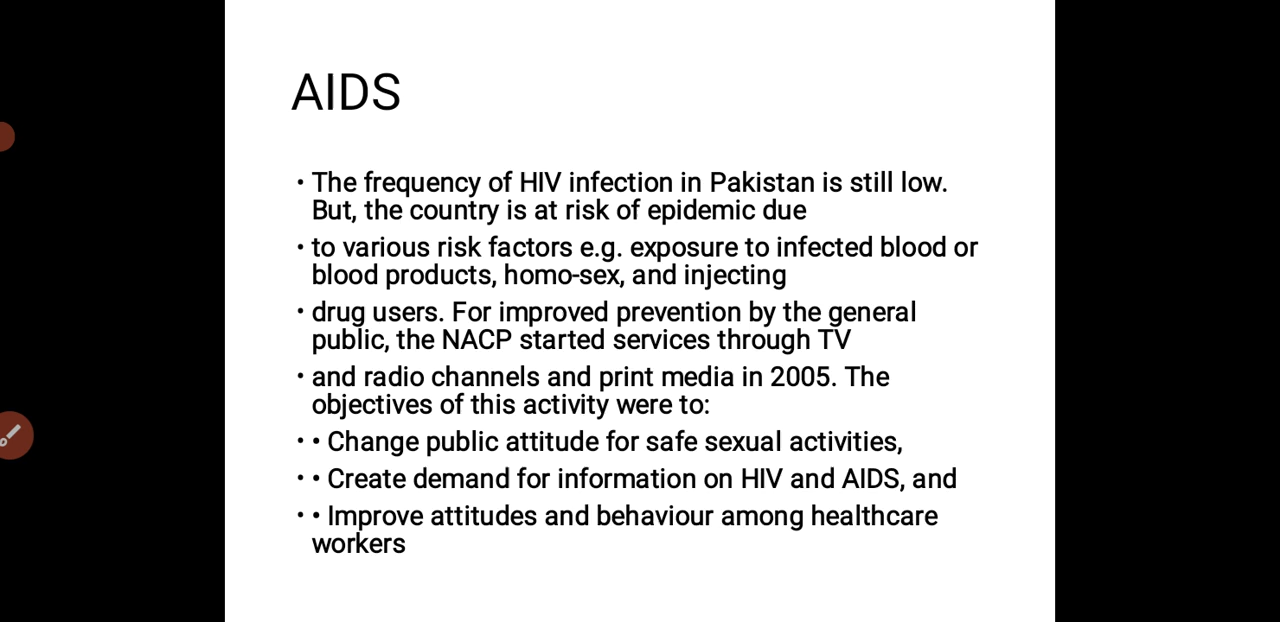 AIDS
• The frequency of HIV infection in Pakistan is still low.
But, the country is at risk of epidemic due
• to various risk factors e.g. exposure to infected blood or
blood products, homo-sex, and injecting
• drug users. For improved prevention by the general
public, the NACP started services through TV
• and radio channels and print media in 2005. The
objectives of this activity were to:
• • Change public attitude for safe sexual activities,
• • Create demand for information on HIV and AIDS, and
• • Improve attitudes and behaviour among healthcare
workers